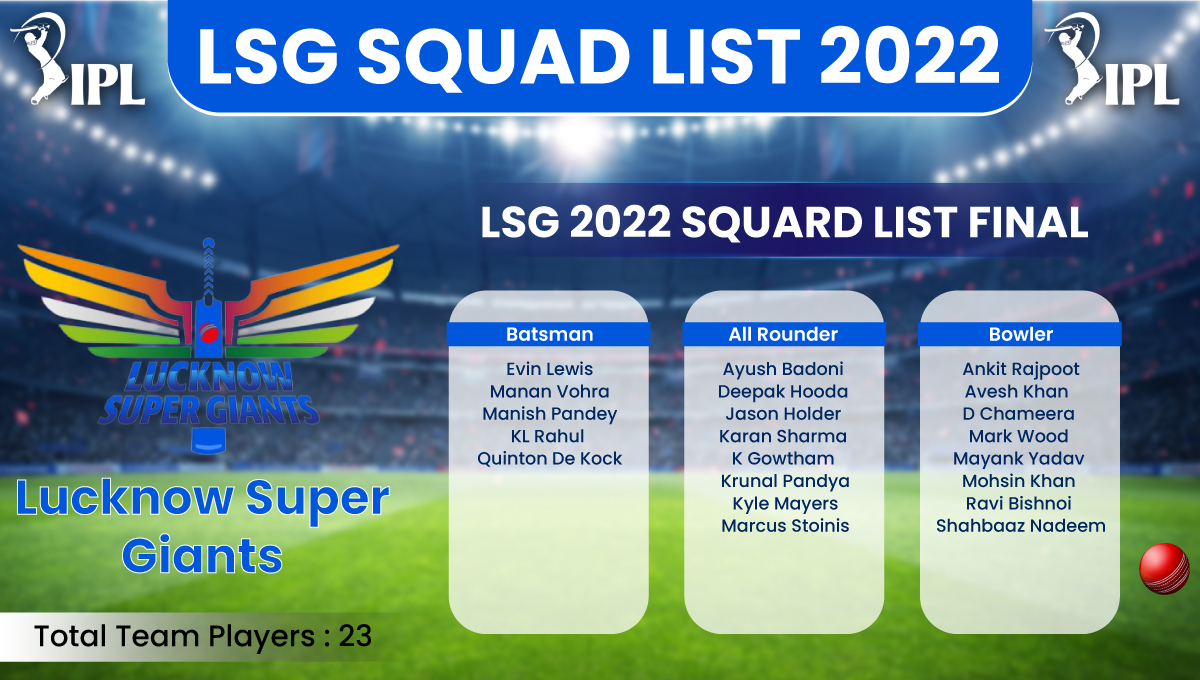 IPL
LSG SQUAD LIST 2022
IPL
LSG 2022 SQUARD LIST FINAL
LUCKNOW
SUPER GIANTS
Lucknow Super
Giants
Total Team Players : 23
Batsman
Evin Lewis
Manan Vohra
Manish Pandey
KL Rahul
Quinton De Kock
All Rounder
Ayush Badoni
Deepak Hooda
Jason Holder
Karan Sharma
K Gowtham
Krunal Pandya
Kyle Mayers
Marcus Stoinis
Bowler
Ankit Rajpoot
Avesh Khan
D Chameera
Mark Wood
Mayank Yadav
Mohsin Khan
Ravi Bishnoi
Shahbaaz Nadeem